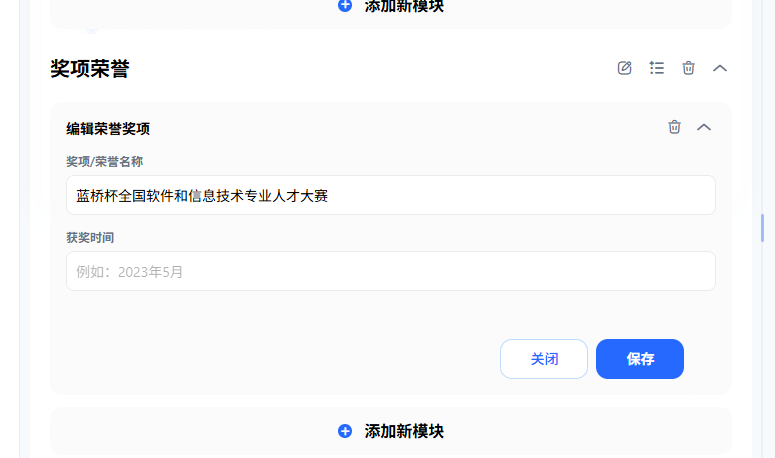 添加新模块
奖项荣誉
编辑荣誉奖项
奖项/荣誉名称
蓝桥杯全国软件和信息技术专业人才大赛
获奖时间
例如：2023年5月
关闭 保存
添加新模块